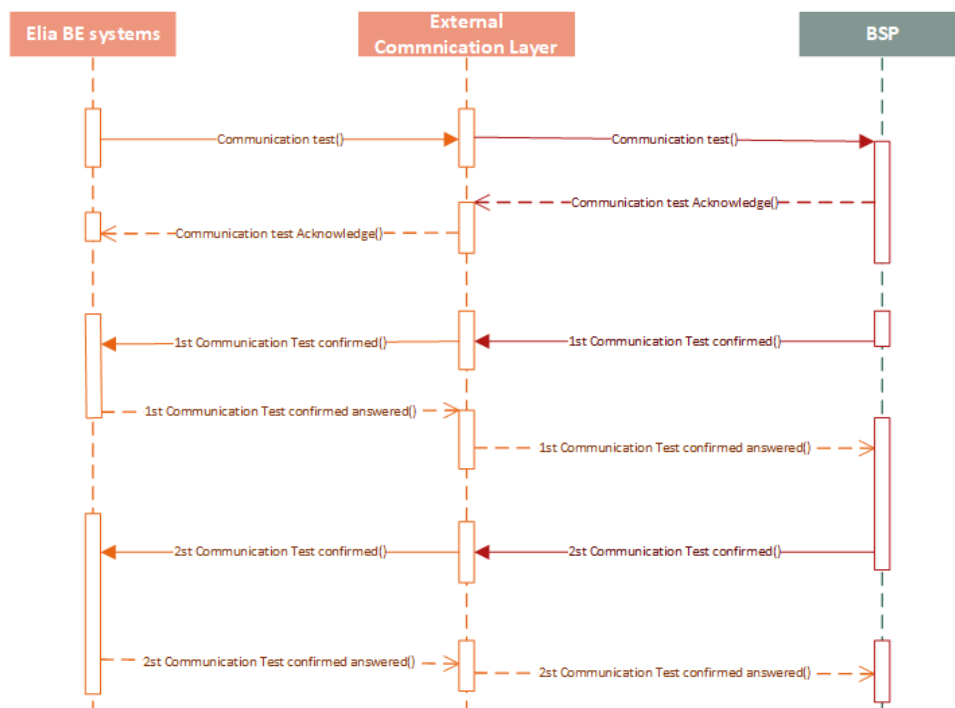 Elia BE systems
External
Commnication Layer
BSP
Communication test()
Communication test()
Communication test Acknowledge()
Communication test Acknowledge()
1st Communication Test confirmed()
1st Communication Test confirmed()
1st Communication Test confirmed answered()
1st Communication Test confirmed answered()
2st Communication Test confirmed()
2st Communication Test confirmed()
2st Communication Test confirmed answered()
2st Communication Test confirmed answered()